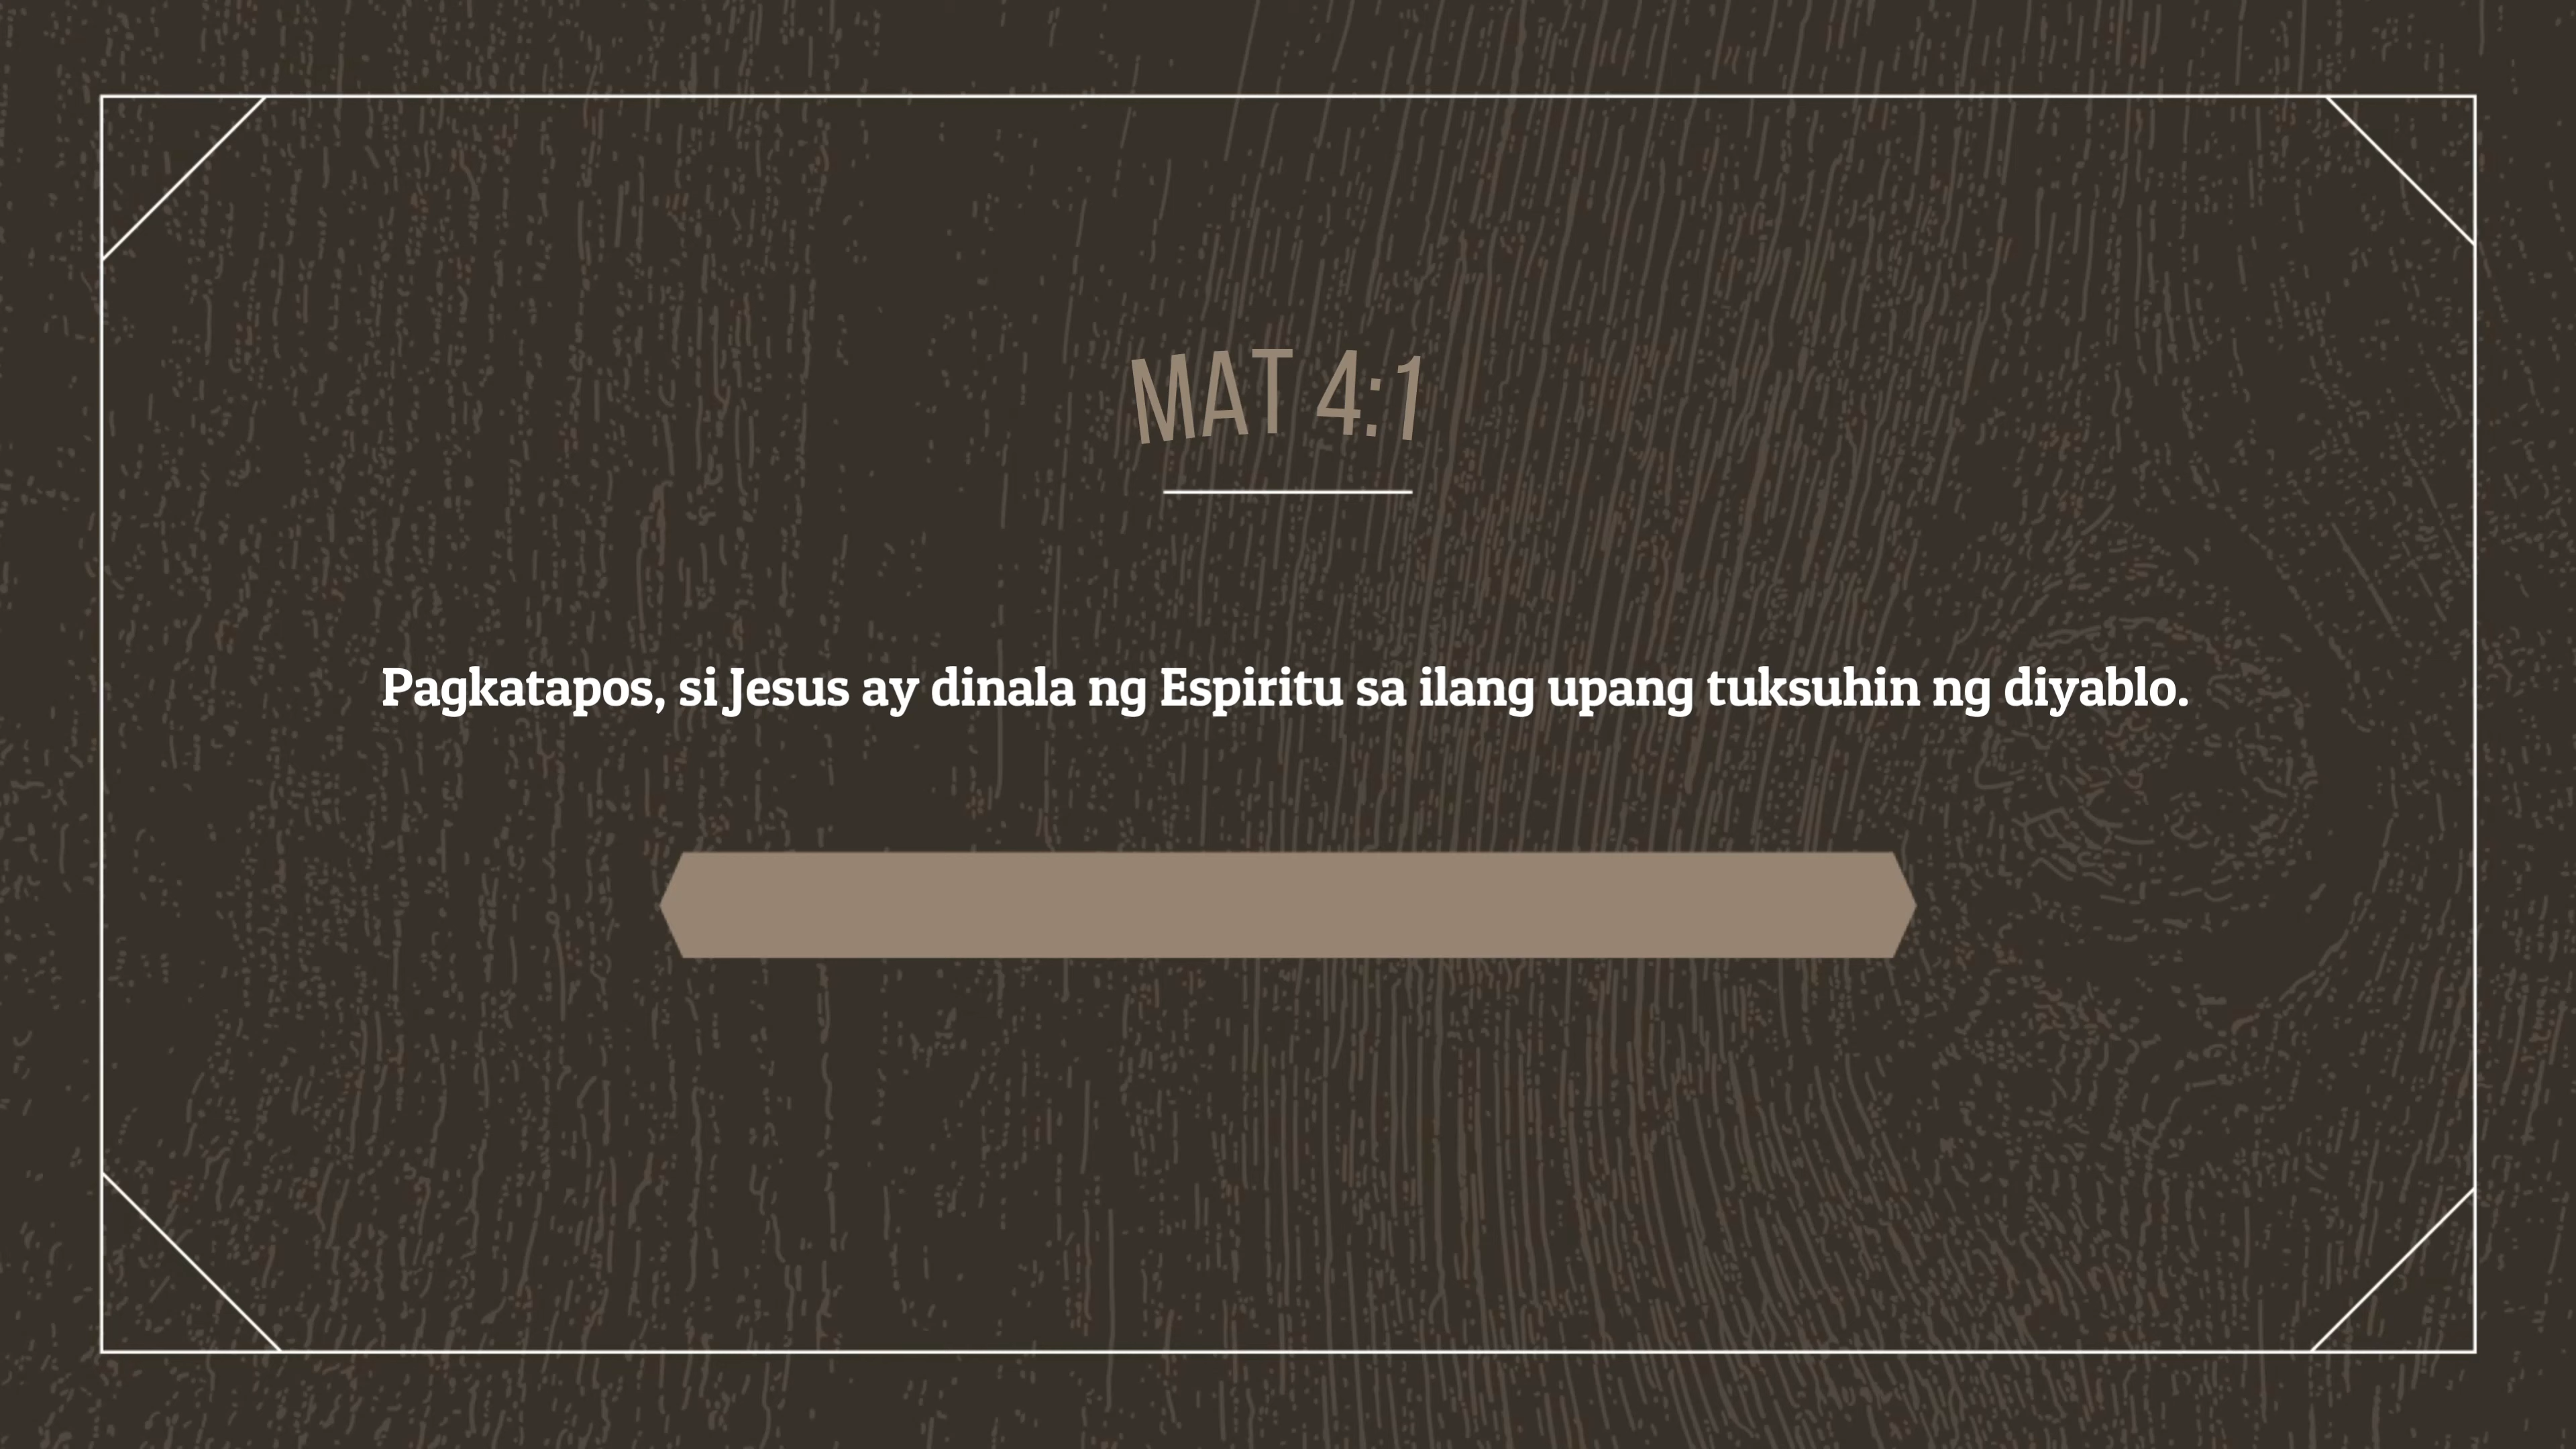 MAT 4:1
Pagkatapos, si Jesus ay dinala ng Espiritu sa ilang upang tuksuhin ng diyablo.